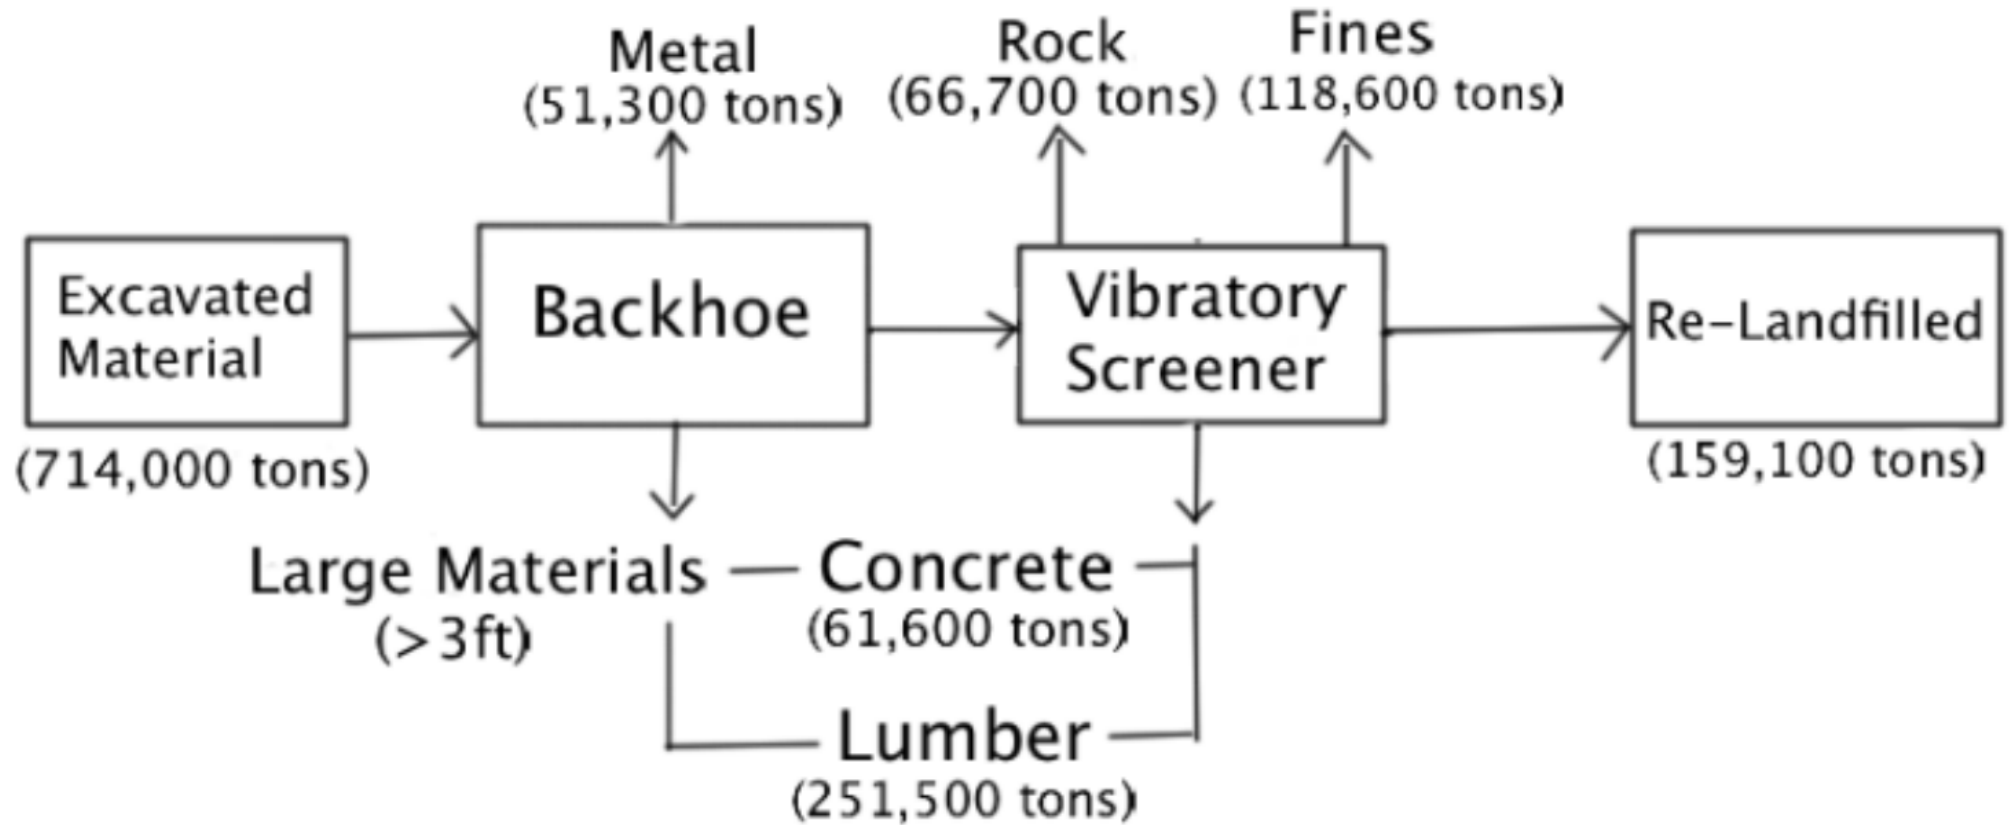 Metal
(51,300 tons)
Rock
(66,700 tons)
Fines
(118,600 tons)
Excavated
Material
(714,000 tons)
Backhoe
Vibratory
Screener
Re-Landfilled
(159,100 tons)
Large Materials
(>3ft)
Concrete
(61,600 tons)
Lumber
(251,500 tons)